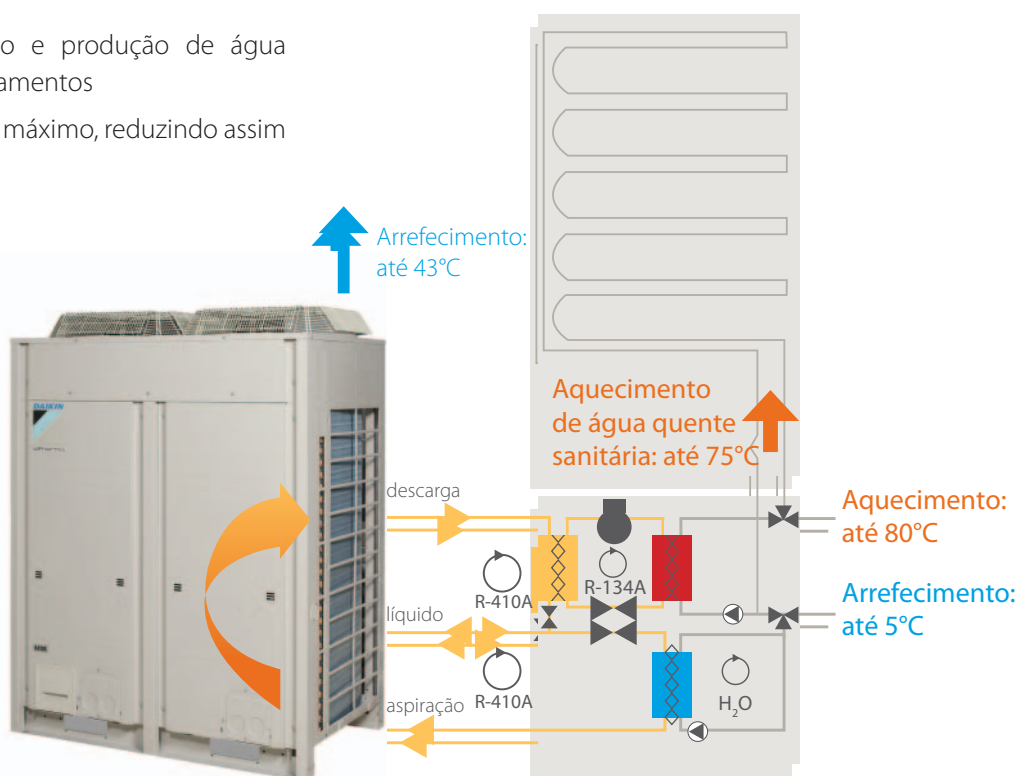 o e produção de água
amentos
máximo, reduzindo assim
Arrefecimento:
até 43°C
DAIKIN
Aquecimento
de água quente
sanitária: até 75°C
descarga
Aquecimento:
até 80°C
R-134A
R-410A
líquido
Arrefecimento:
até 5°C
R-410A
aspiração
H₂O